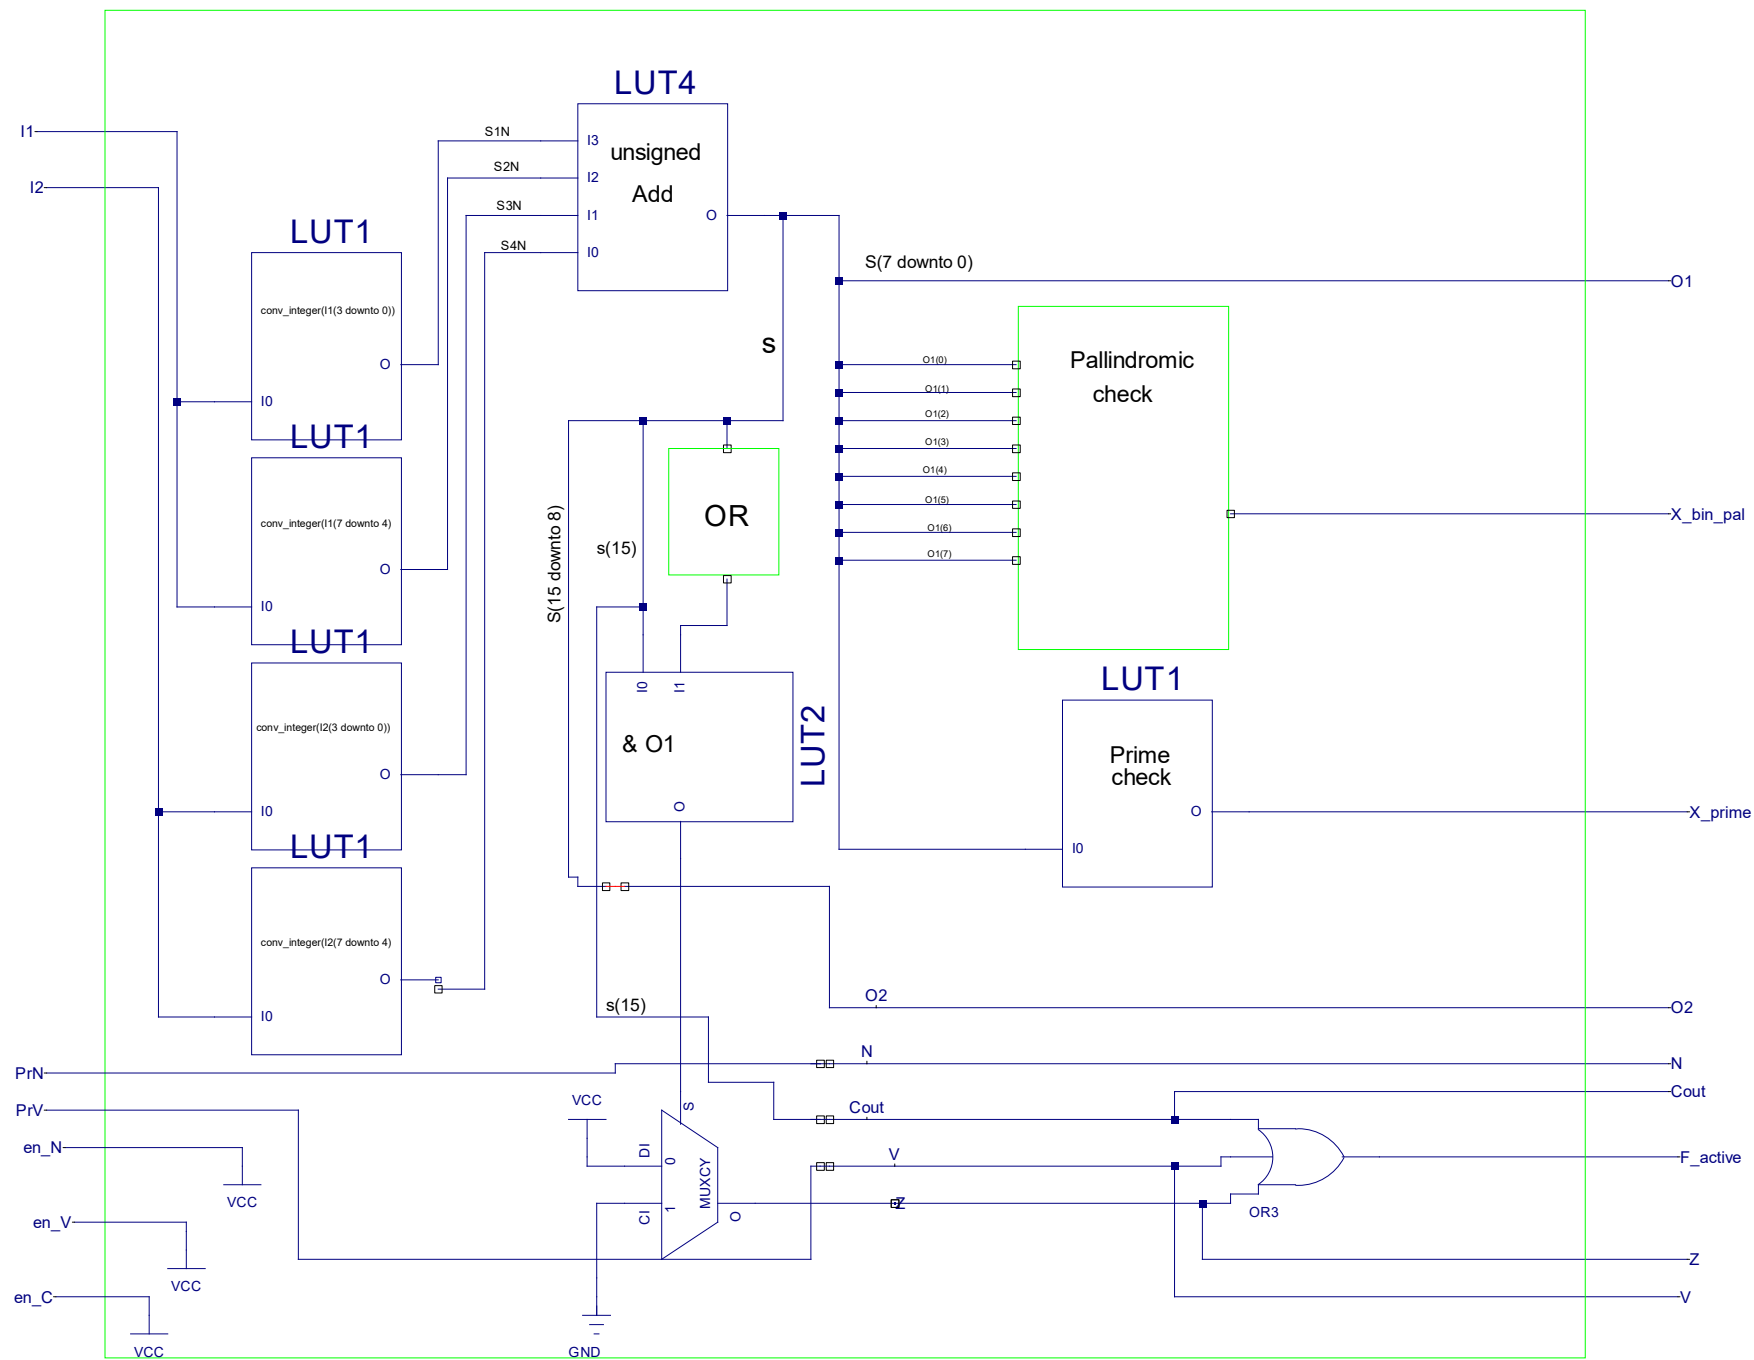 LUT4
I1
I2
S1N
S2N
S3N
S4N
I3
I2
I1
I0
unsigned
Add
O
LUT1
conv_integer(I1(3 downto 0))
O
I0
LUT1
conv_integer(I1(7 downto 4)
O
I0
LUT1
conv_integer(I2(3 downto 0))
O
I0
LUT1
conv_integer(I2(7 downto 4)
O
I0
S(7 downto 0)
O1
s
Pallindromic
check
O1(0)
O1(1)
O1(2)
O1(3)
O1(4)
O1(5)
O1(6)
O1(7)
X_bin_pal
S(15 downto 8)
s(15)
OR
I0
I1
& O1
O
LUT2
LUT1
Prime
check
O
I0
X_prime
s(15)
O2
O2
PrN
N
N
PrV
Cout
Cout
VCC
en_N
VCC
en_V
VCC
en_C
VCC
S
DI
0
CI
1
MUXCY
O
GND
V
Z
OR3
F_active
Z
V